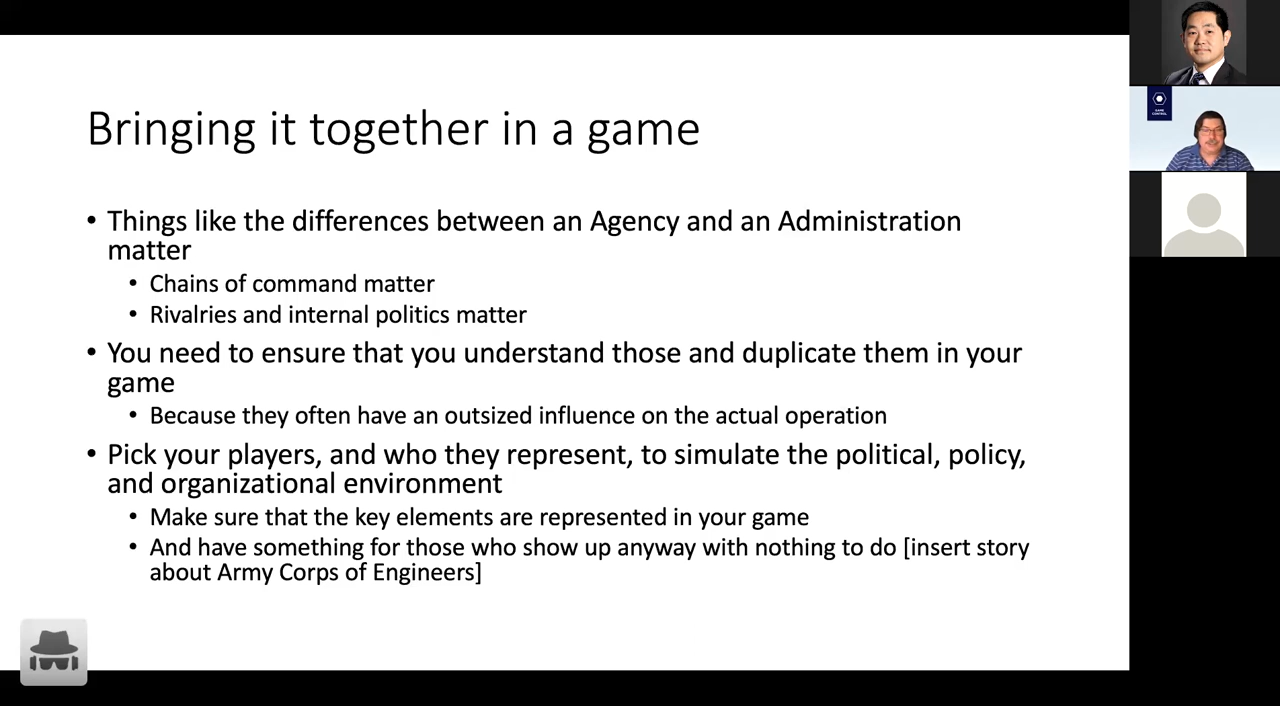 Bringing it together in a game
• Things like the differences between an Agency and an Administration
matter
• Chains of command matter
• Rivalries and internal politics matter
• You need to ensure that you understand those and duplicate them in your
game
• Because they often have an outsized influence on the actual operation
• Pick your players, and who they represent, to simulate the political, policy,
and organizational environment
• Make sure that the key elements are represented in your game
• And have something for those who show up anyway with nothing to do [insert story
about Army Corps of Engineers]
GAME
CONTROL